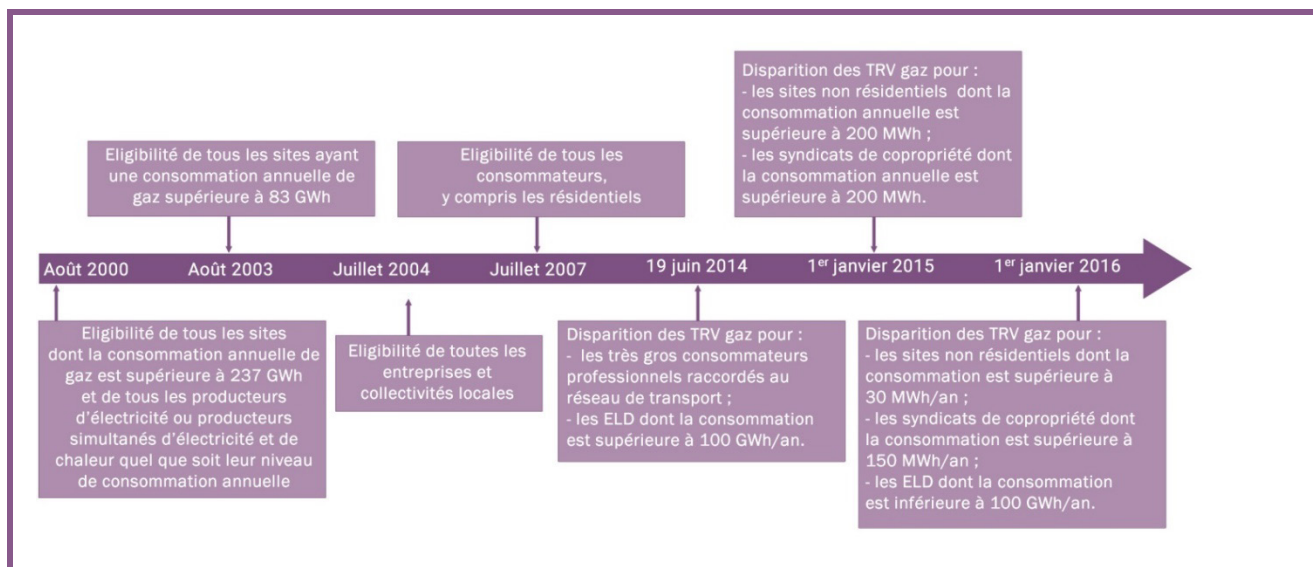 Disparition des TRV gaz pour :
- les sites non résidentiels dont la
consommation annuelle est
supérieure à 200 MWh ;
- les syndicats de copropriété dont
la consommation annuelle est
supérieure à 200 MWh.
Eligibilité de tous les sites ayant
une consommation annuelle de
gaz supérieure à 83 GWh
Eligibilité de tous les
consommateurs,
y compris les résidentiels
Août 2000
Août 2003
Juillet 2004
Juillet 2007
19 juin 2014
1er janvier 2015
1er janvier 2016
Eligibilité de tous les sites
dont la consommation annuelle de
gaz est supérieure à 237 GWh
et de tous les producteurs
d'électricité ou producteurs
simultanés d'électricité et de
chaleur quel que soit leur niveau
de consommation annuelle
Eligibilité de toutes les
entreprises et
collectivités locales
Disparition des TRV gaz pour :
- les très gros consommateurs
professionnels raccordés au
réseau de transport ;
- les ELD dont la consommation
est supérieure à 100 GWh/an.
Disparition des TRV gaz pour :
- les sites non résidentiels dont la
consommation est supérieure à
30 MWh/an ;
- les syndicats de copropriété dont
la consommation est supérieure à
150 MWh/an ;
- les ELD dont la consommation
est inférieure à 100 GWh/an.